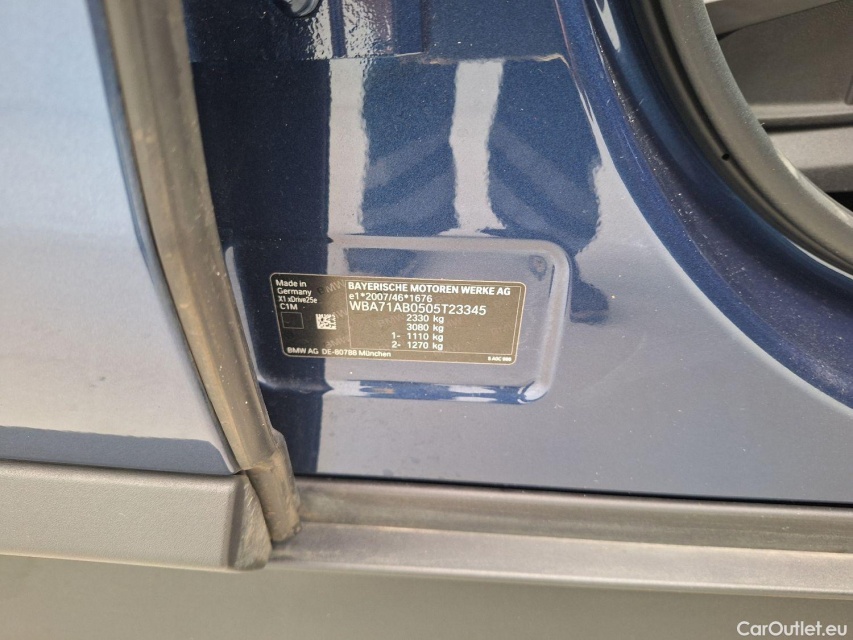 Made in
Germany
X1 xDrive25e
C1M
BAYERISCHE MOTOREN WERKE AG
e1*2007/46*1676
WBA71AB0505T23345
2330 kg
3080 kg
1- 1110 kg
2- 1270 kg
BMW AG DE-80788 München
CarOutlet.eu